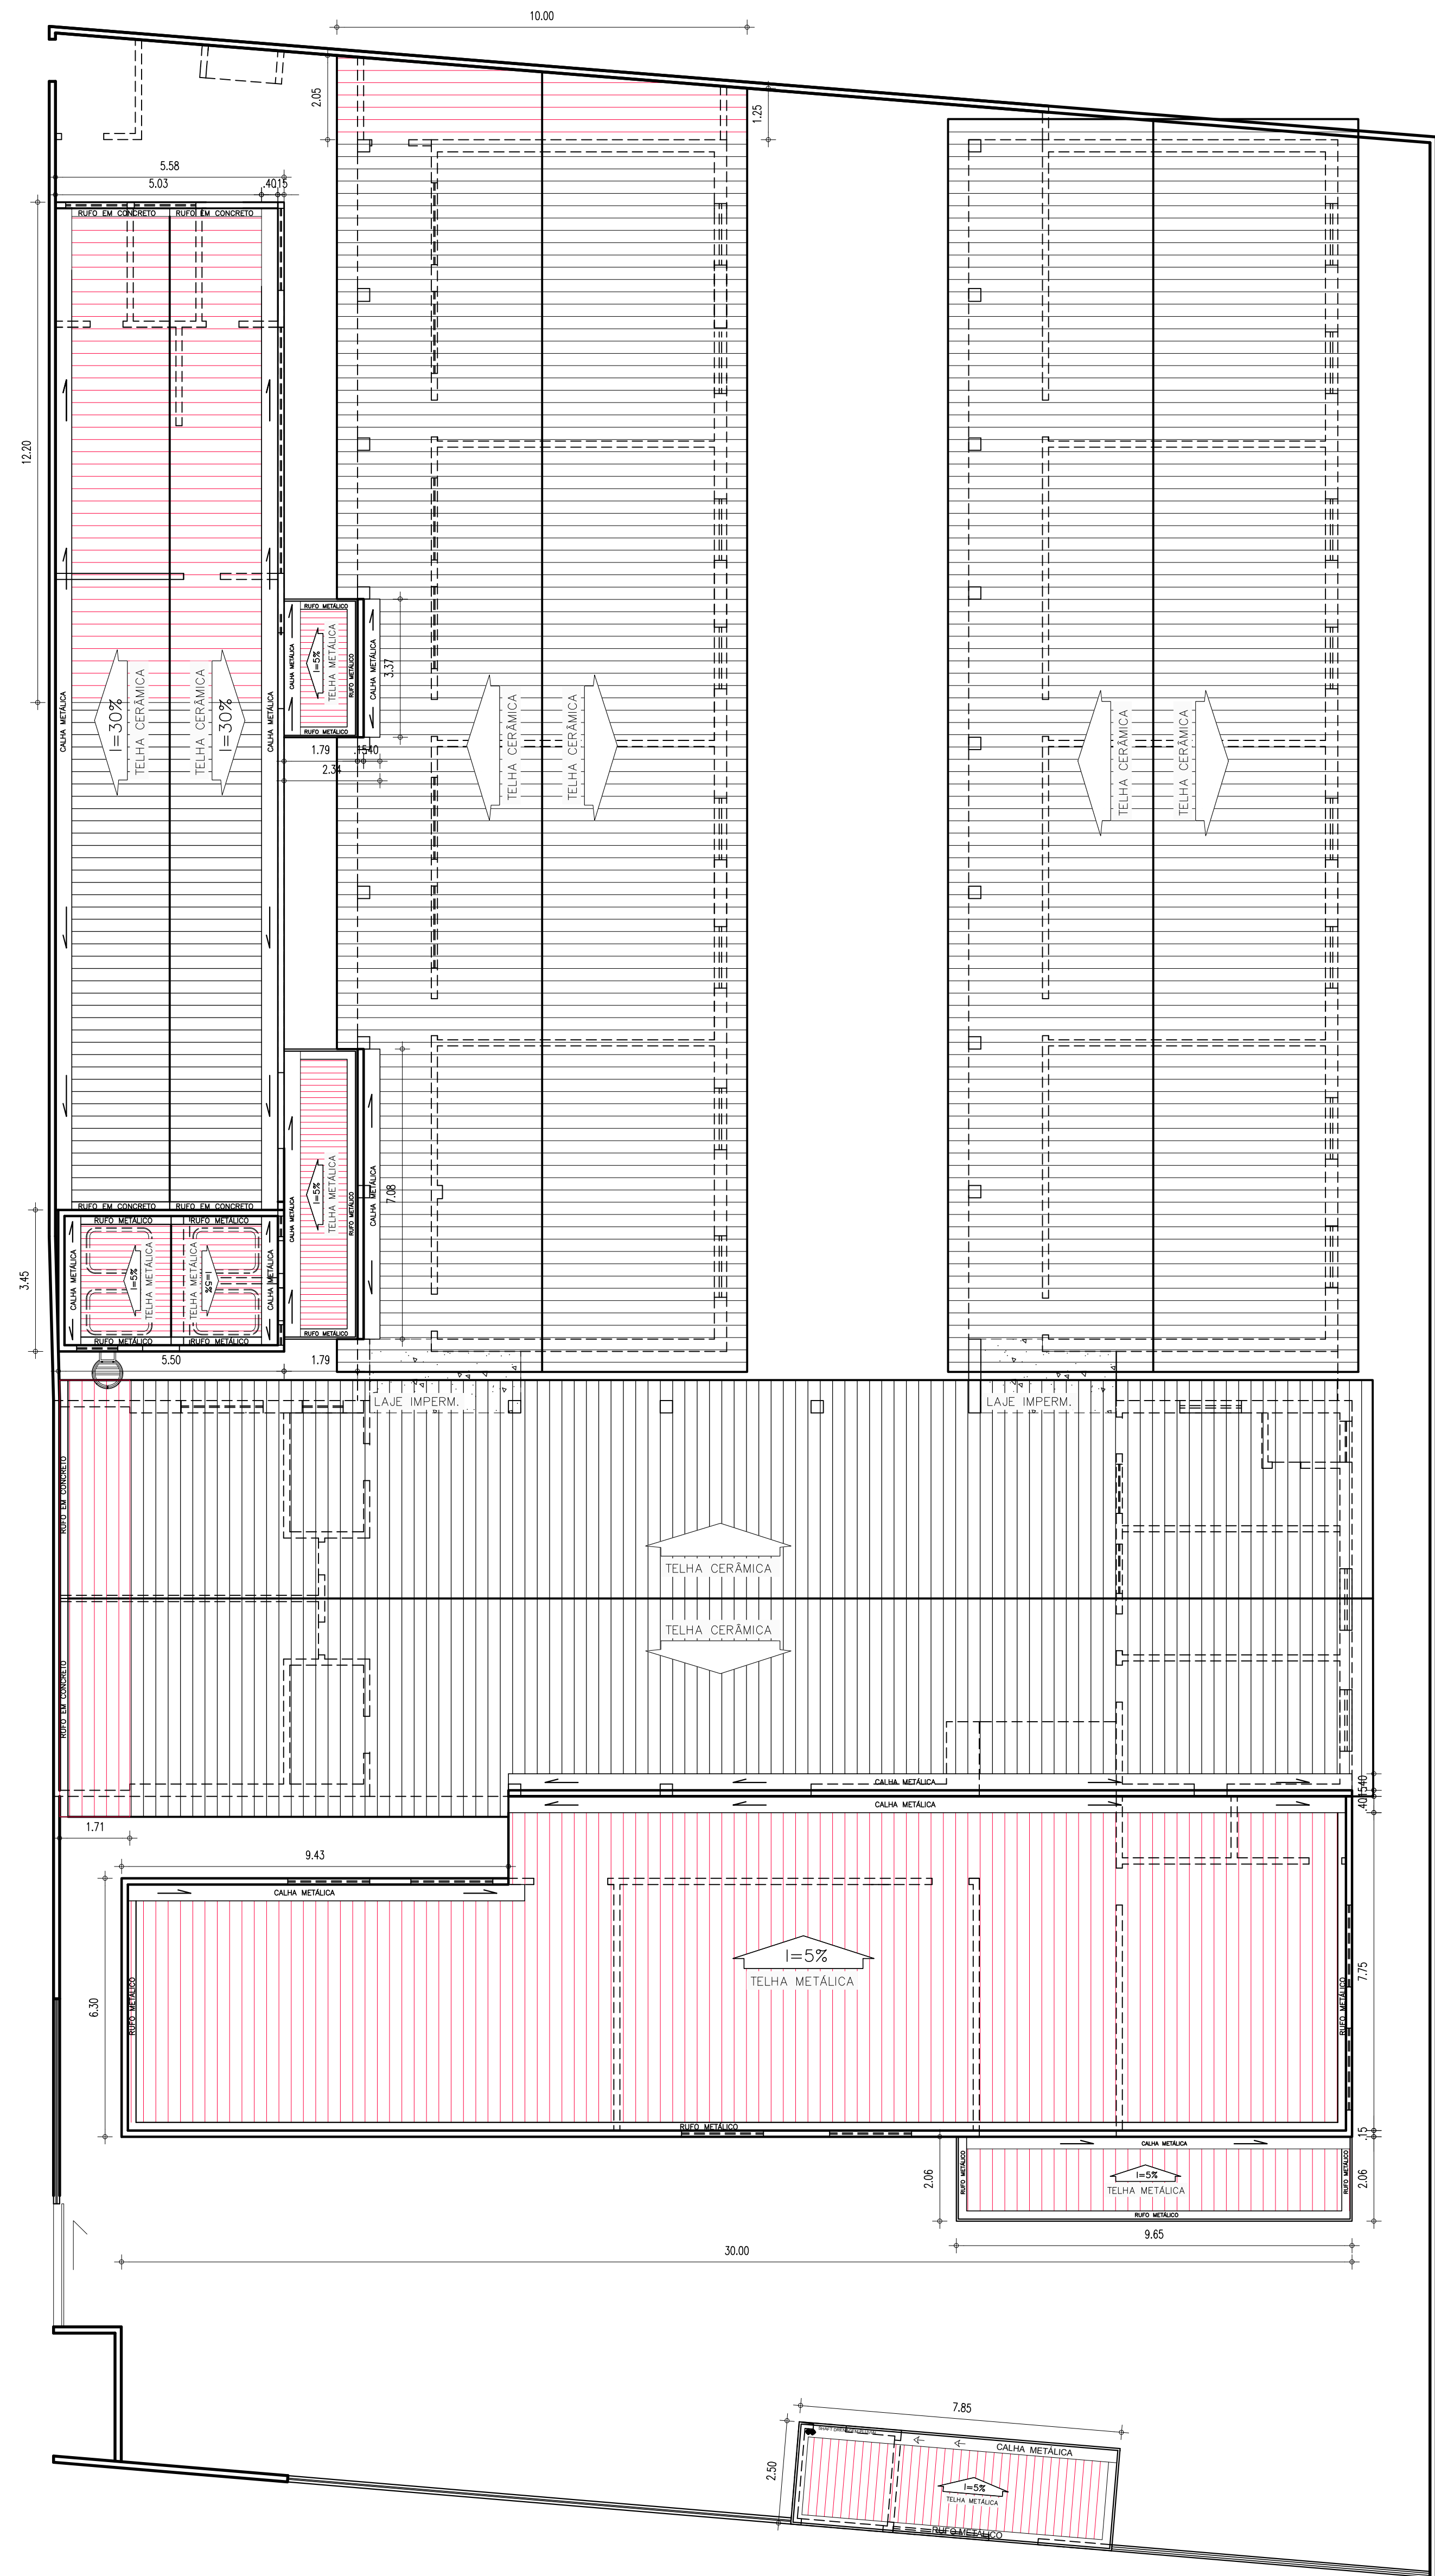 10.00
2.05
1.25
5.58
5.03
.40
15
RUFO EM CONCRETO
RUFO EM CONCRETO
12.20
CALHA METÁLICA
I=30%
TELHA CERÂMICA
TELHA CERÂMICA
I=30%
CALHA METÁLICA
RUFO METÁLICO
CALHA METÁLICA
I=5%
TELHA METÁLICA
RUFO METÁLICO
CALHA METÁLICA
3.37
RUFO METÁLICO
1.79
.15
40
2.34
TELHA CERÂMICA
TELHA CERÂMICA
TELHA CERÂMICA
TELHA CERÂMICA
CALHA METÁLICA
I=5%
TELHA METÁLICA
RUFO METÁLICO
CALHA METÁLICA
7.08
RUFO METÁLICO
RUFO EM CONCRETO
RUFO EM CONCRETO
RUFO METÁLICO
RUFO METÁLICO
3.45
CALHA METÁLICA
I=5%
TELHA METÁLICA
TELHA METÁLICA
I=5%
CALHA METÁLICA
RUFO METÁLICO
RUFO METÁLICO
5.50
1.79
LAJE IMPERM.
LAJE IMPERM.
RUFO EM CONCRETO
TELHA CERÂMICA
TELHA CERÂMICA
RUFO EM CONCRETO
CALHA METÁLICA
CALHA METÁLICA
.40
15
40
1.71
9.43
CALHA METÁLICA
6.30
RUFO METÁLICO
I=5%
TELHA METÁLICA
RUFO METÁLICO
7.75
RUFO METÁLICO
.15
CALHA METÁLICA
2.06
RUFO METÁLICO
I=5%
TELHA METÁLICA
RUFO METÁLICO
2.06
RUFO METÁLICO
9.65
30.00
7.85
2.50
CALHA METÁLICA
I=5%
TELHA METÁLICA
RUFO METÁLICO